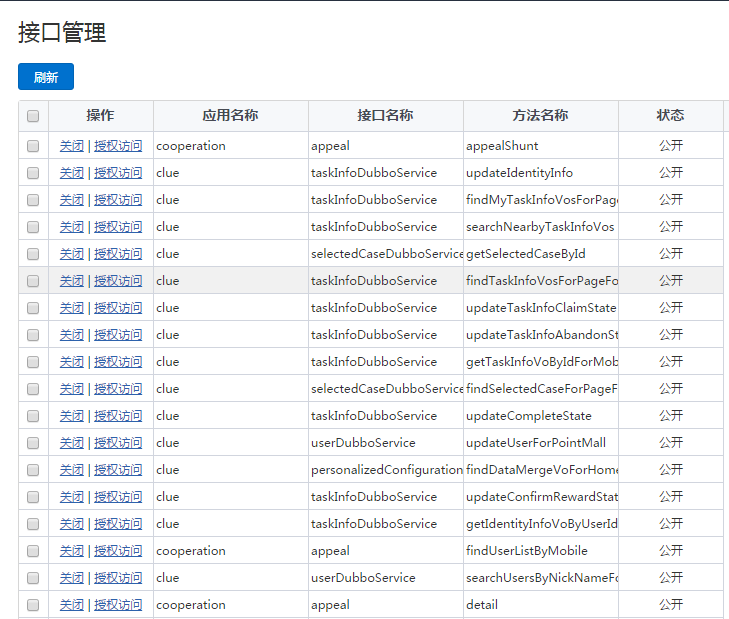 接口管理
刷新
操作 应用名称 接口名称 方法名称 状态
关闭 | 授权访问 cooperation appeal appealShunt 公开
关闭 | 授权访问 clue taskInfoDubboService updateIdentityInfo 公开
关闭 | 授权访问 clue taskInfoDubboService findMyTaskInfoVosForPag 公开
关闭 | 授权访问 clue taskInfoDubboService searchNearbyTaskInfoVos 公开
关闭 | 授权访问 clue selectedCaseDubboService getSelectedCaseById 公开
关闭 | 授权访问 clue taskInfoDubboService findTaskInfoVosForPageFo 公开
关闭 | 授权访问 clue taskInfoDubboService updateTaskInfoClaimState 公开
关闭 | 授权访问 clue taskInfoDubboService updateTaskInfoAbandonSt 公开
关闭 | 授权访问 clue taskInfoDubboService getTaskInfoVoByIdForMob 公开
关闭 | 授权访问 clue selectedCaseDubboService findSelectedCaseForPageF 公开
关闭 | 授权访问 clue taskInfoDubboService updateCompleteState 公开
关闭 | 授权访问 clue userDubboService updateUserForPointMall 公开
关闭 | 授权访问 clue personalizedConfiguration findDataMergeVoForHome 公开
关闭 | 授权访问 clue taskInfoDubboService updateConfirmRewardStat 公开
关闭 | 授权访问 clue taskInfoDubboService getIdentityInfoVoByUserId 公开
关闭 | 授权访问 cooperation appeal findUserListByMobile 公开
关闭 | 授权访问 clue userDubboService searchUsersByNickNameFo 公开
关闭 | 授权访问 cooperation appeal detail 公开